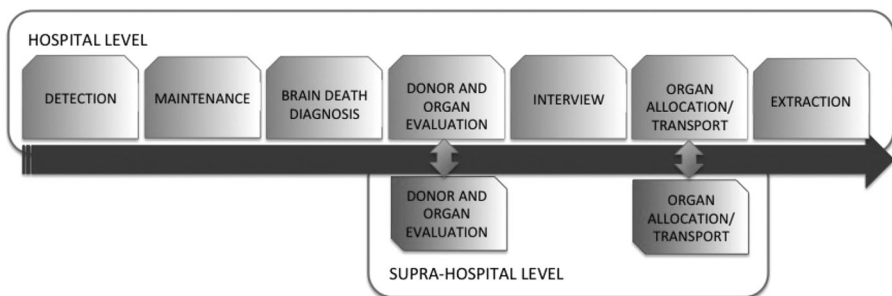 HOSPITAL LEVEL
DETECTION
MAINTENANCE
BRAIN DEATH
DIAGNOSIS
DONOR AND
ORGAN
EVALUATION
INTERVIEW
ORGAN
ALLOCATION/
TRANSPORT
EXTRACTION
DONOR AND
ORGAN
EVALUATION
ORGAN
ALLOCATION/
TRANSPORT
SUPRA-HOSPITAL LEVEL